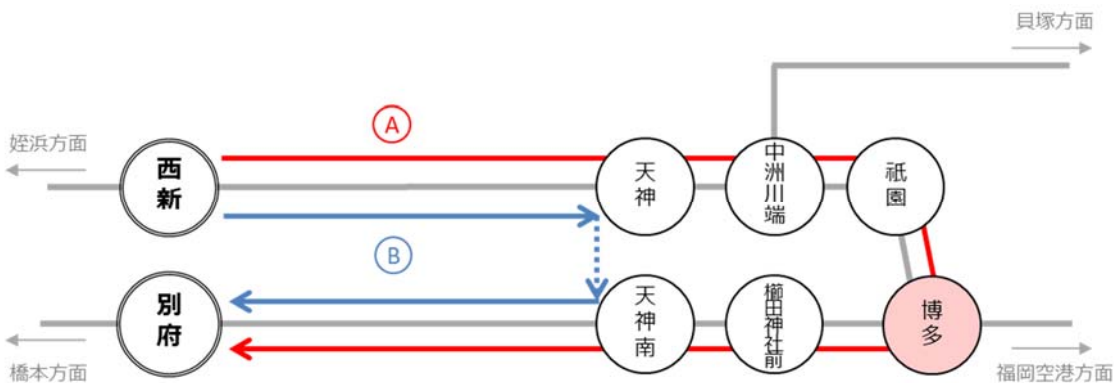 貝塚方面
姪浜方面
A
西新
天神
中洲川端
祇園
B
別府
天神南
櫛田神社前
博多
橋本方面
福岡空港方面